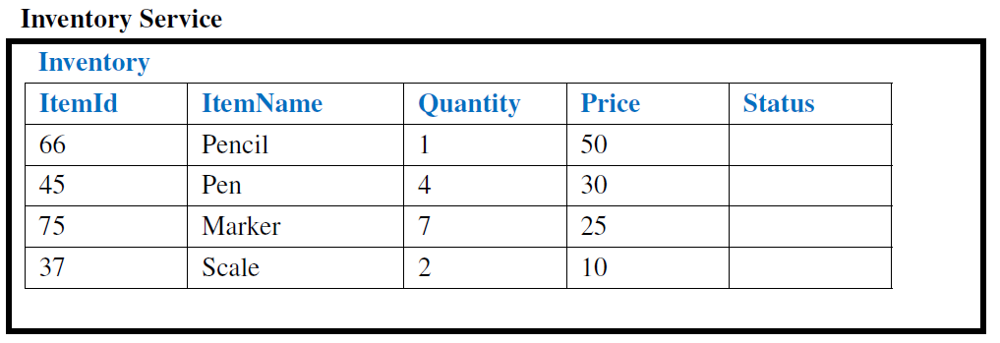 Inventory Service
Inventory
ItemId ItemName Quantity Price Status
66 Pencil 1 50
45 Pen 4 30
75 Marker 7 25
37 Scale 2 10